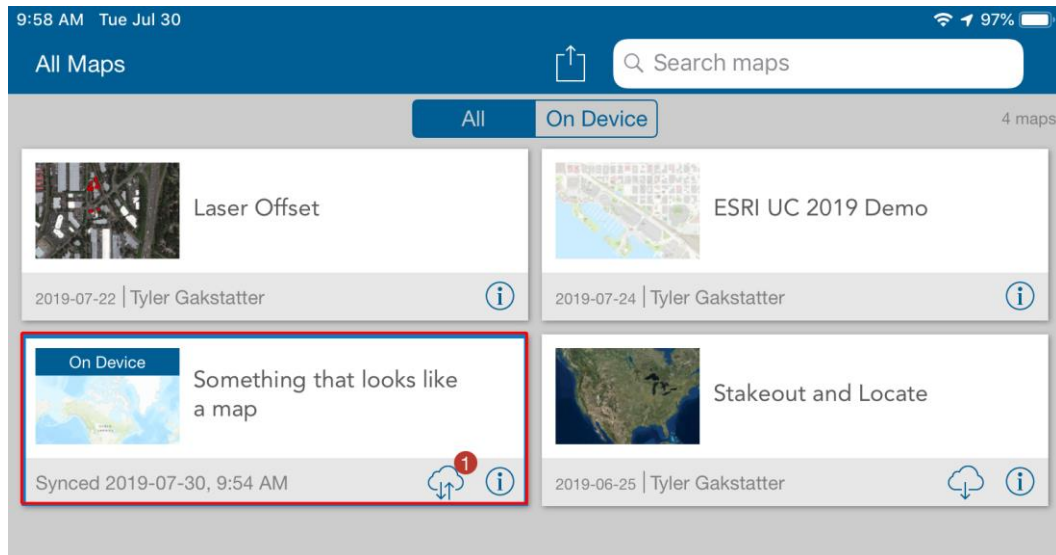 9:58 AM Tue Jul 30
97%
All Maps
Search maps
All
On Device
4 maps
Laser Offset
2019-07-22 | Tyler Gakstatter
ESRI UC 2019 Demo
2019-07-24 | Tyler Gakstatter
On Device
Something that looks like
a map
1
Synced 2019-07-30, 9:54 AM
Stakeout and Locate
2019-06-25 | Tyler Gakstatter